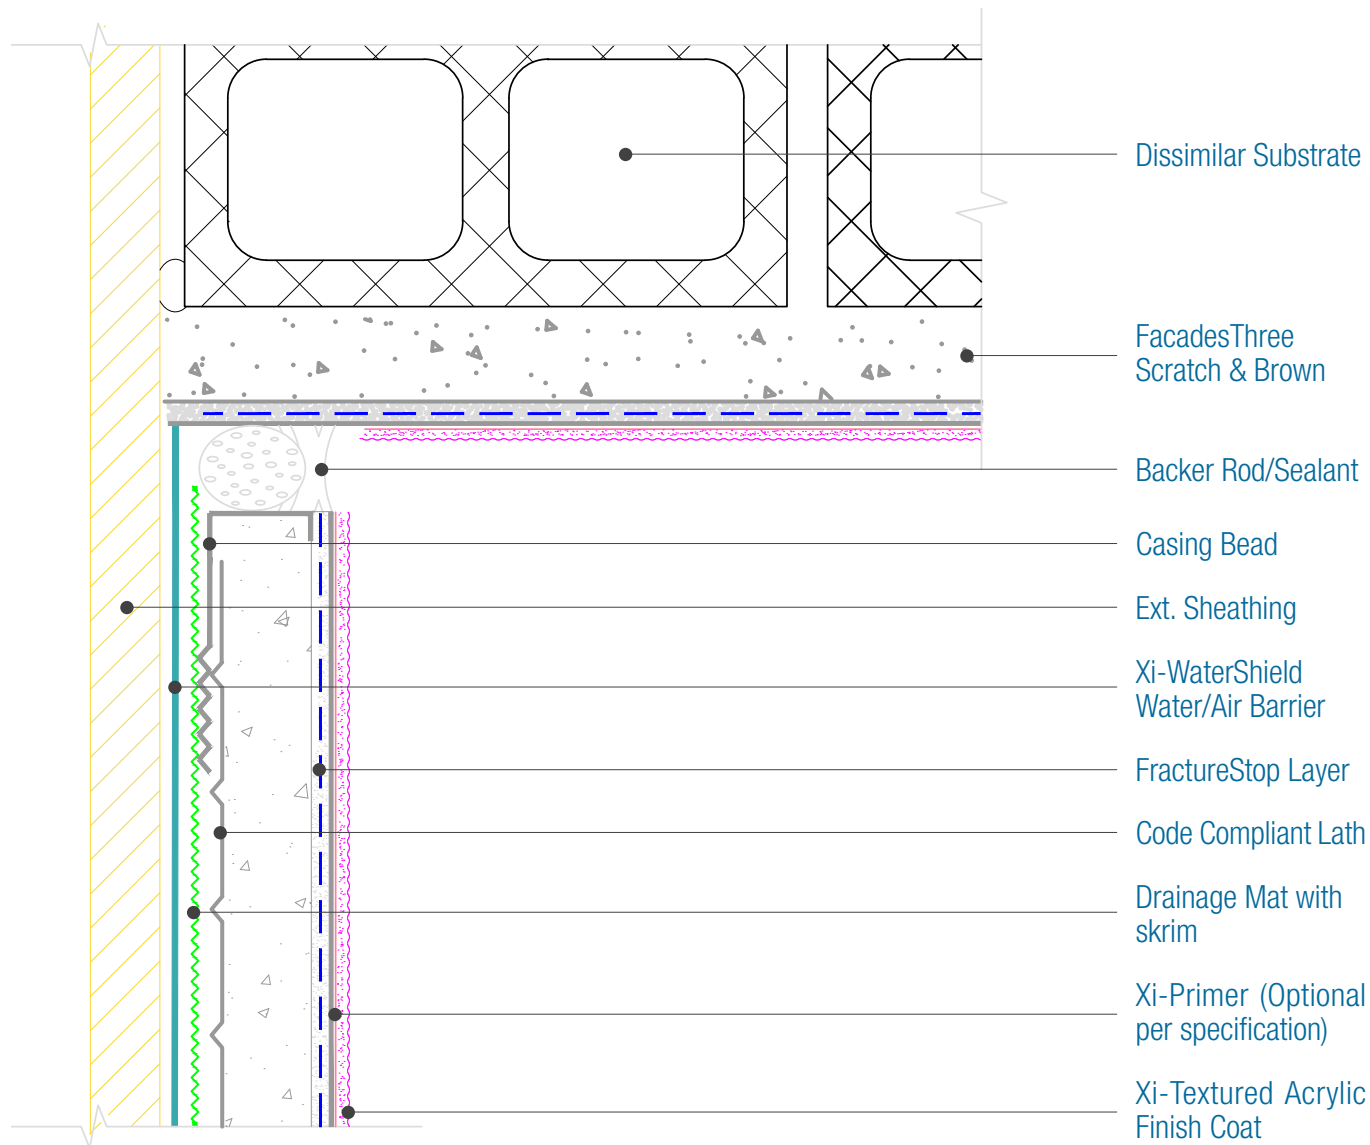 Dissimilar Substrate
FacadesThree
Scratch & Brown
Backer Rod/Sealant
Casing Bead
Ext. Sheathing
Xi-WaterShield
Water/Air Barrier
FractureStop Layer
Code Compliant Lath
Drainage Mat with
skrim
Xi-Primer (Optional
per specification)
Xi-Textured Acrylic
Finish Coat